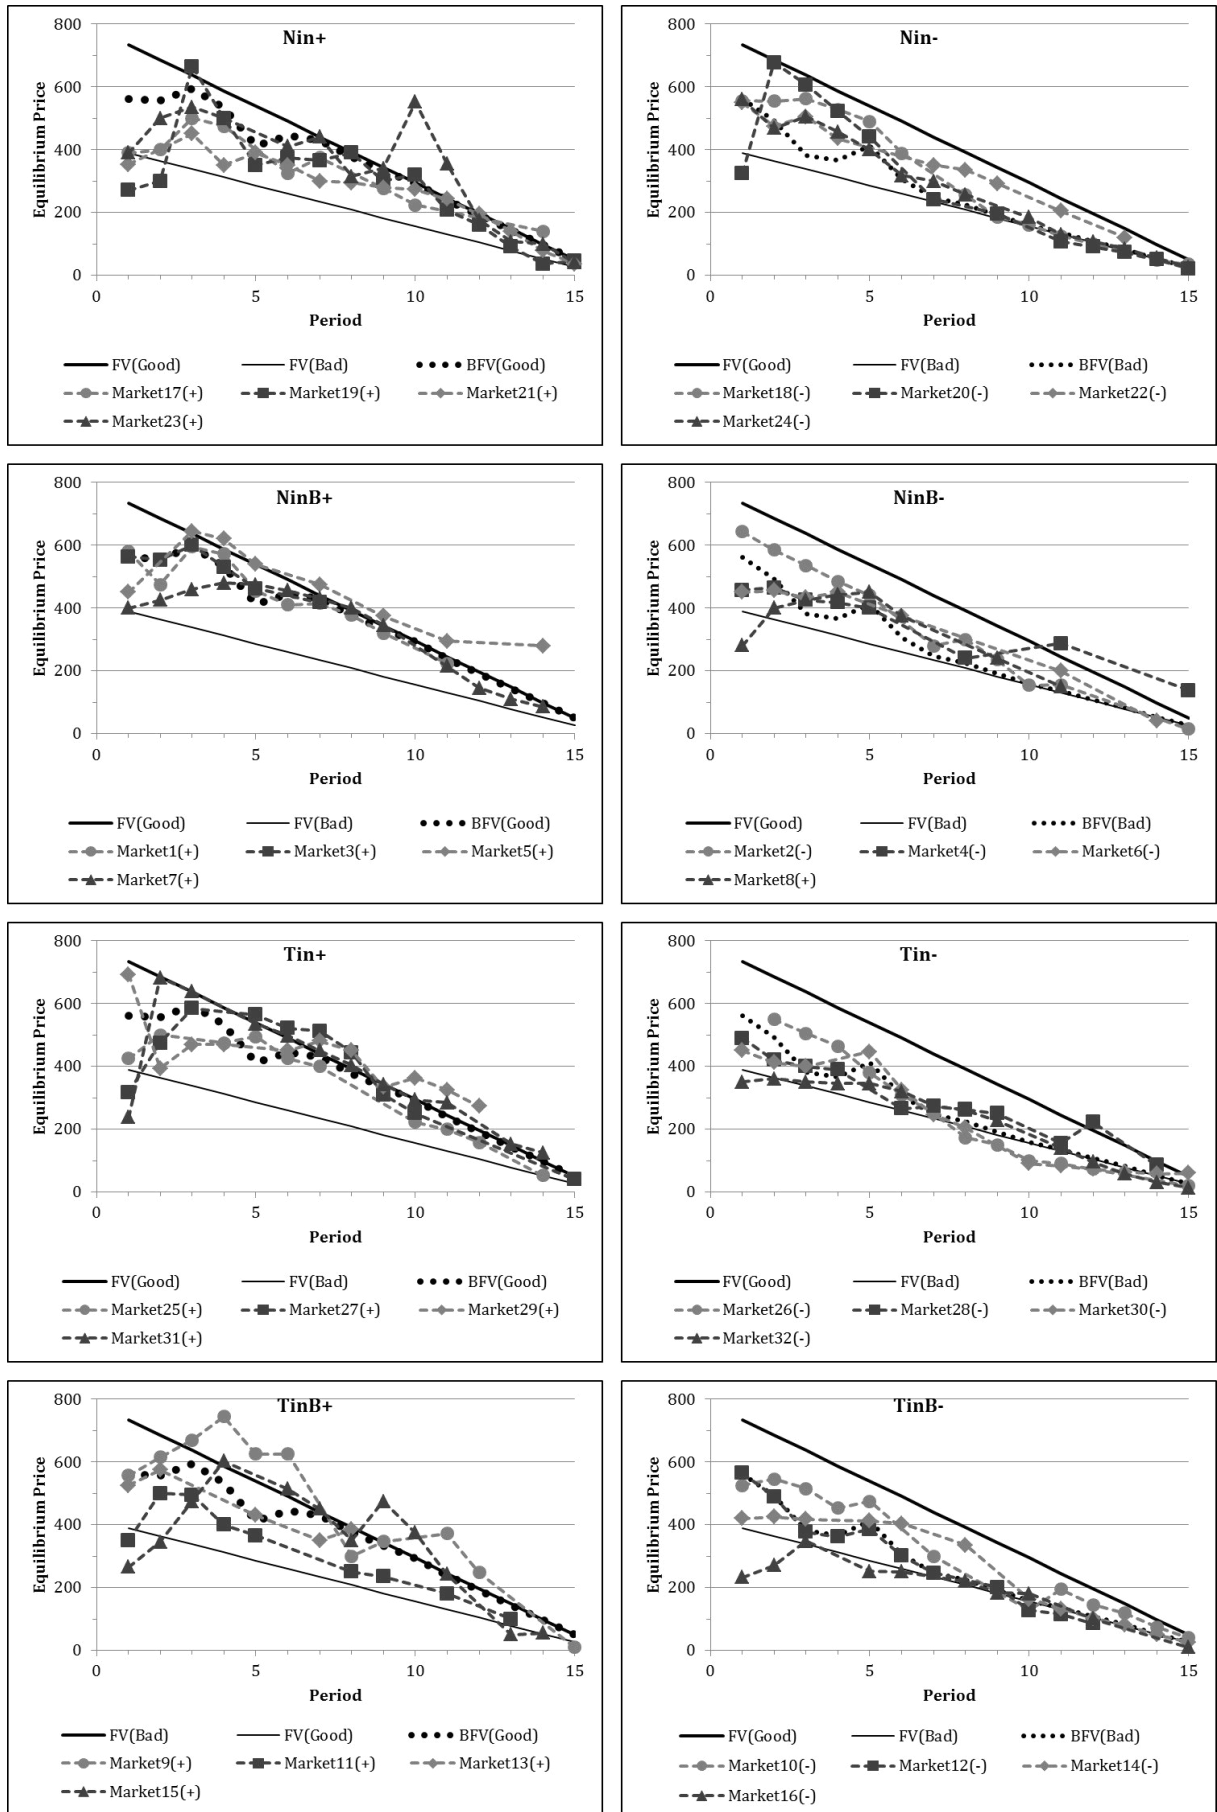 Nin+
800
600
400
200
0
0 5 10 15
Equilibrium Price
Period
FV(Good) FV(Bad) BFV(Good)
Market17(+) Market19(+) Market21(+)
Market23(+)
Nin-
800
600
400
200
0
0 5 10 15
Equilibrium Price
Period
FV(Good) FV(Bad) BFV(Bad)
Market18(-) Market20(-) Market22(-)
Market24(-)
NinB+
800
600
400
200
0
0 5 10 15
Equilibrium Price
Period
FV(Good) FV(Bad) BFV(Good)
Market1(+) Market3(+) Market5(+)
Market7(+)
NinB-
800
600
400
200
0
0 5 10 15
Equilibrium Price
Period
FV(Good) FV(Bad) BFV(Bad)
Market2(-) Market4(-) Market6(-)
Market8(+)
Tin+
800
600
400
200
0
0 5 10 15
Equilibrium Price
Period
FV(Good) FV(Bad) BFV(Good)
Market25(+) Market27(+) Market29(+)
Market31(+)
Tin-
800
600
400
200
0
0 5 10 15
Equilibrium Price
Period
FV(Good) FV(Bad) BFV(Bad)
Market26(-) Market28(-) Market30(-)
Market32(-)
TinB+
800
600
400
200
0
0 5 10 15
Equilibrium Price
Period
FV(Bad) FV(Good) BFV(Good)
Market9(+) Market11(+) Market13(+)
Market15(+)
TinB-
800
600
400
200
0
0 5 10 15
Equilibrium Price
Period
FV(Good) FV(Bad) BFV(Bad)
Market10(-) Market12(-) Market14(-)
Market16(-)